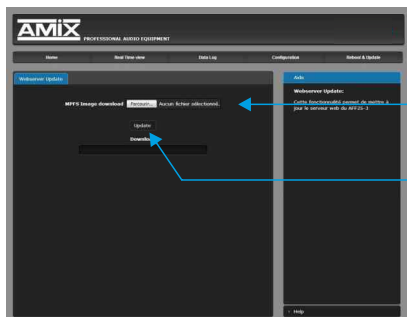 AMiX
PROFESSIONAL AUDIO EQUIPMENT
Home Real Time view Data Log Configuration Reboot & Update
Webserver Update
MPFS Image download Parcourir... Aucun fichier sélectionné.
Update
Download
Aide
Webserver Update:
Cette fonctionnalité permet de mettre à
jour le serveur web du AFF25-3
Help